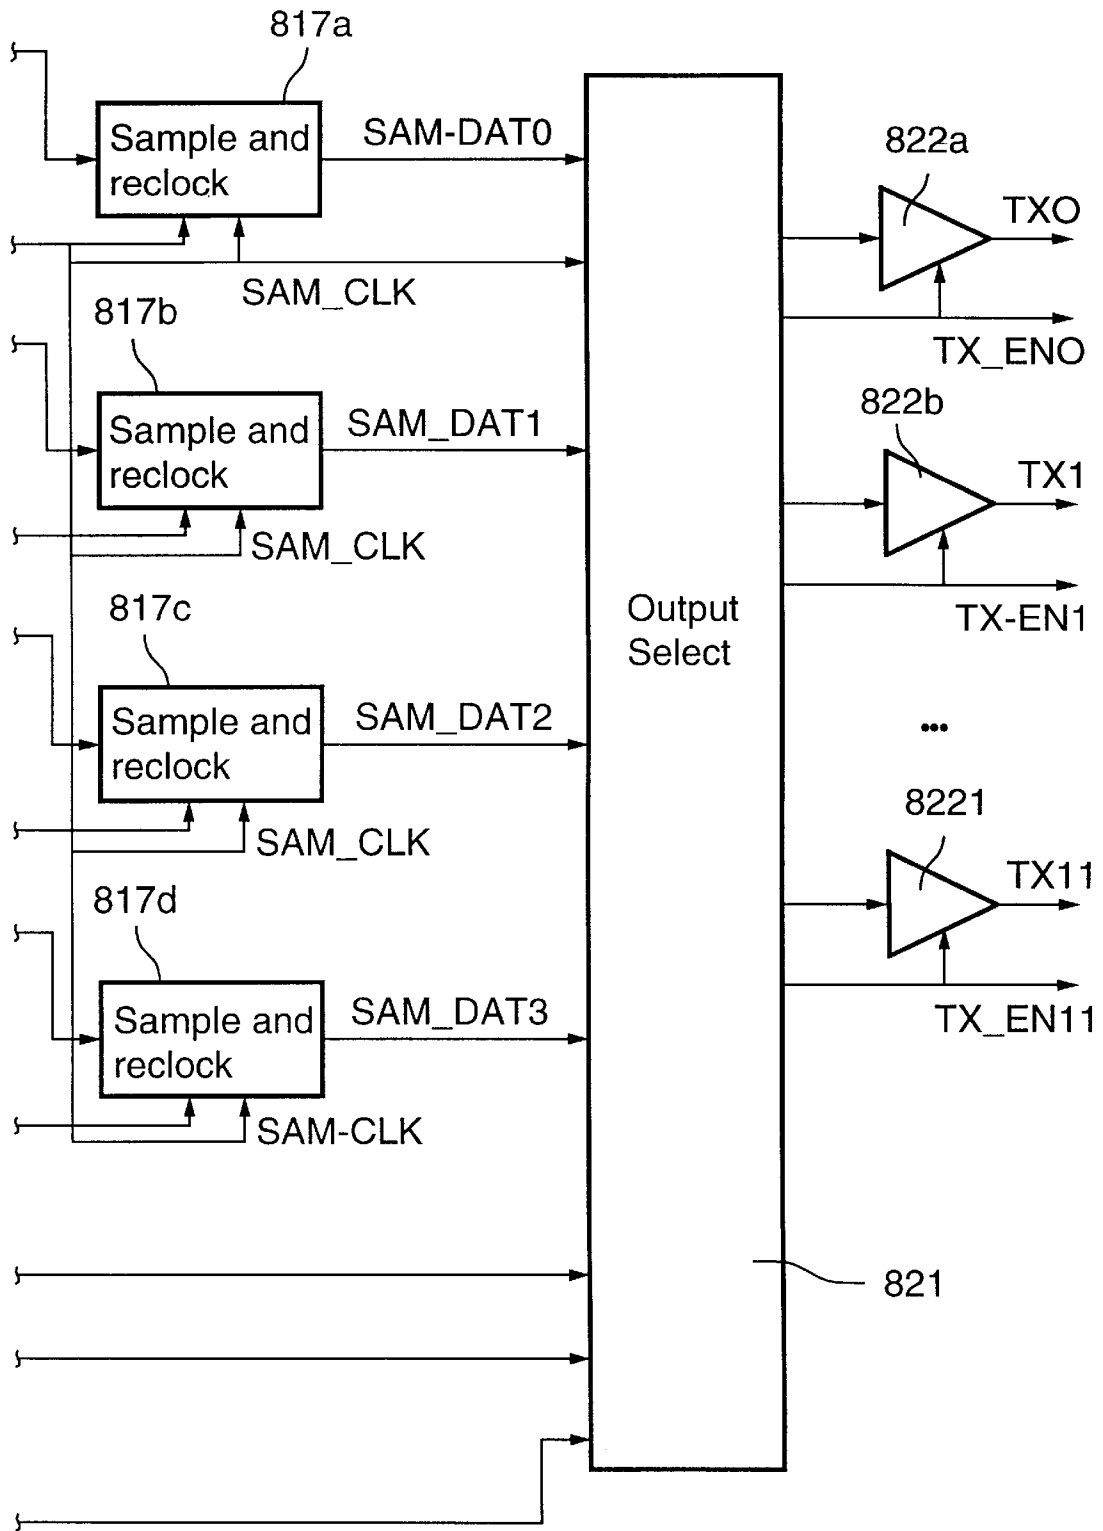 817a
Sample and
reclock
SAM-DAT0
SAM_CLK
817b
Sample and
reclock
SAM_DAT1
SAM_CLK
817c
Sample and
reclock
SAM_DAT2
SAM_CLK
817d
Sample and
reclock
SAM_DAT3
SAM-CLK
Output
Select
821
822a
TXO
TX_ENO
822b
TX1
TX-EN1
...
8221
TX11
TX_EN11